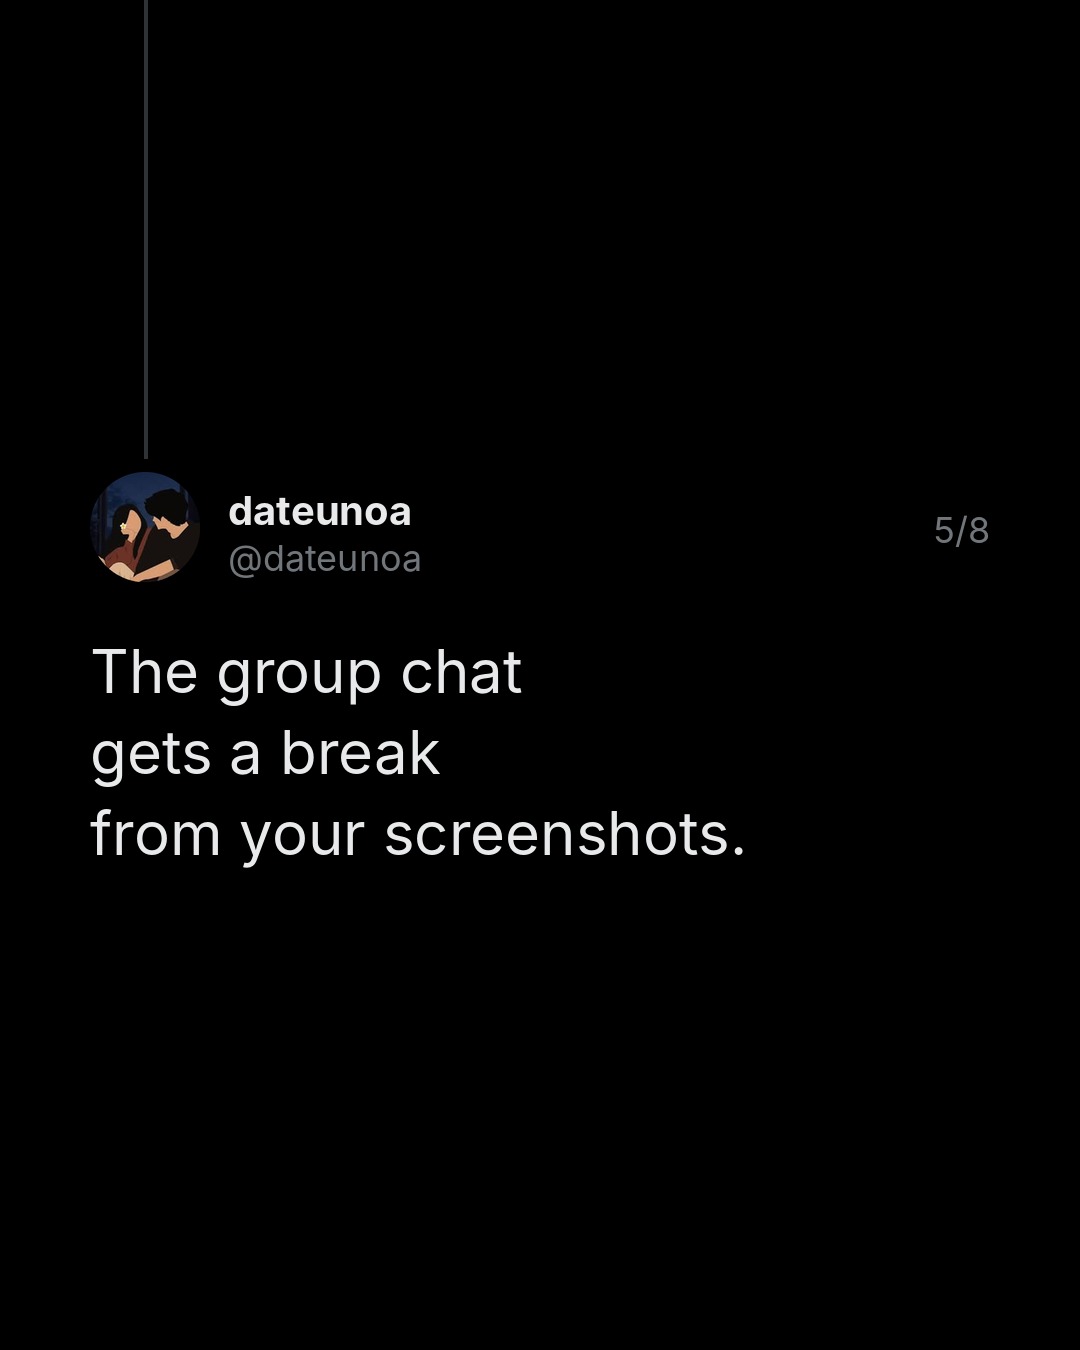 dateunoa
@dateunoa
5/8
The group chat
gets a break
from your screenshots.